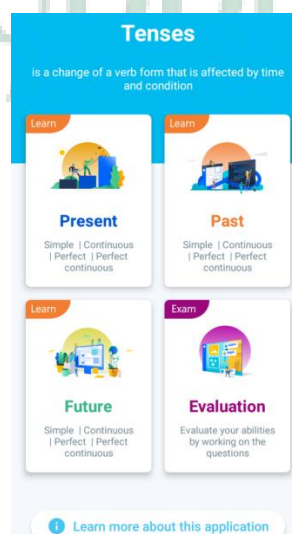 Tenses
is a change of a verb form that is affected by time
and condition
Learn
Present
Simple | Continuous
| Perfect | Perfect
continuous
Learn
Past
Simple | Continuous
| Perfect | Perfect
continuous
Learn
Future
Simple | Continuous
| Perfect | Perfect
continuous
Exam
Evaluation
Evaluate your abilities
by working on the
questions
Learn more about this application